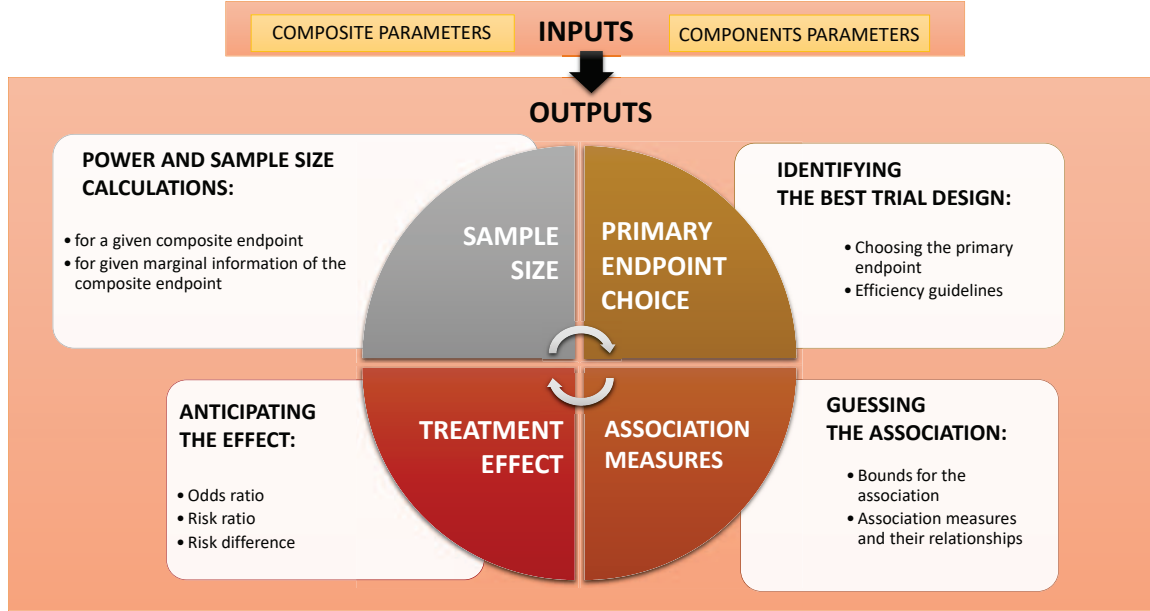 COMPOSITE PARAMETERS
INPUTS
COMPONENTS PARAMETERS
OUTPUTS
POWER AND SAMPLE SIZE
CALCULATIONS:
• for a given composite endpoint
• for given marginal information of the
composite endpoint
SAMPLE
SIZE
PRIMARY
ENDPOINT
CHOICE
IDENTIFYING
THE BEST TRIAL DESIGN:
• Choosing the primary
endpoint
• Efficiency guidelines
ANTICIPATING
THE EFFECT:
• Odds ratio
• Risk ratio
• Risk difference
TREATMENT
EFFECT
ASSOCIATION
MEASURES
GUESSING
THE ASSOCIATION:
• Bounds for the
association
• Association measures
and their relationships